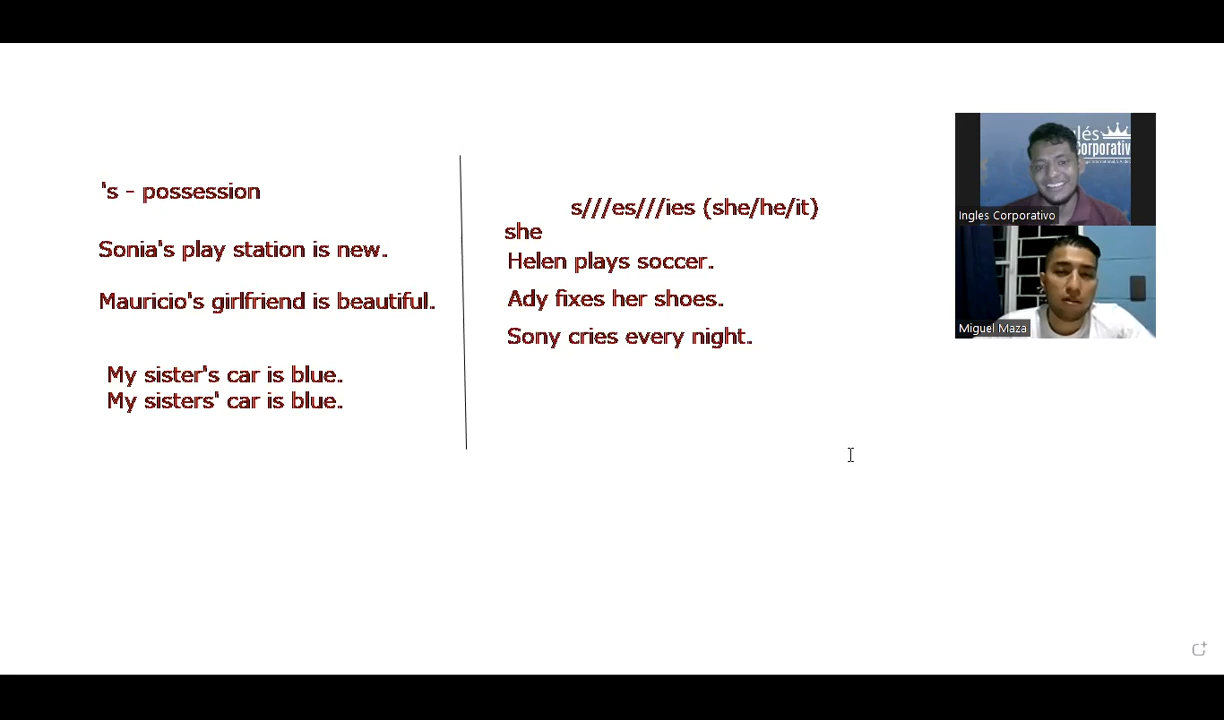 's - possession
Sonia's play station is new.
Mauricio's girlfriend is beautiful.
My sister's car is blue.
My sisters' car is blue.
s///es///ies (she/he/it)
she
Helen plays soccer.
Ady fixes her shoes.
Sony cries every night.
glés
Corporativ
Ingles Corporativo
Miguel Maza